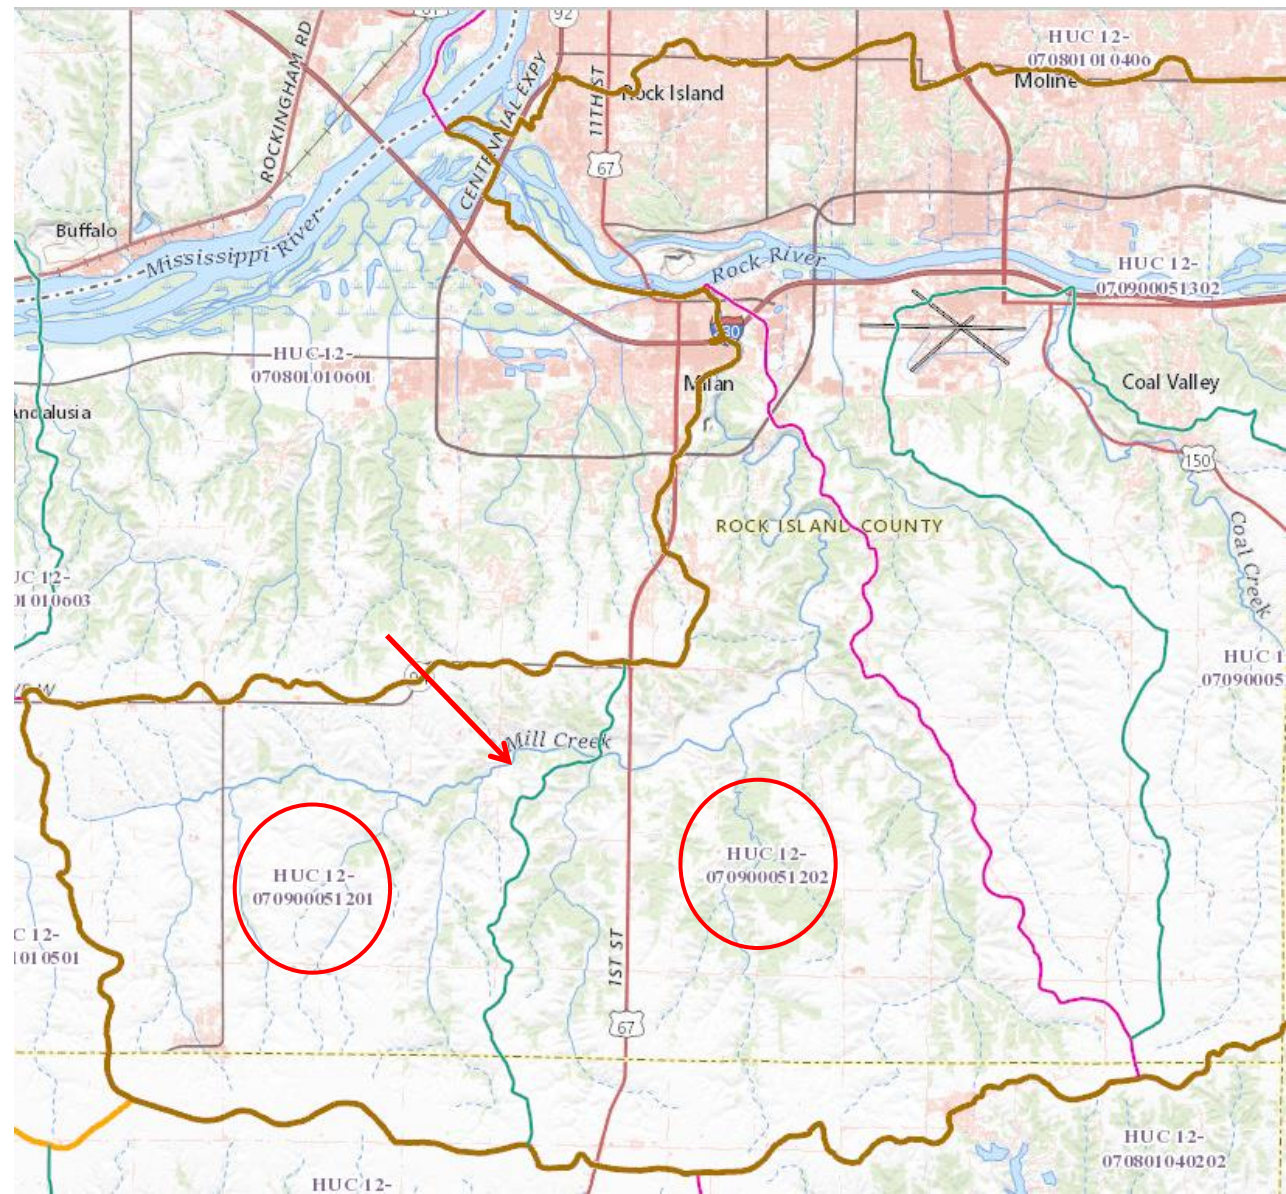 92
HUC 12-
070801010406
ROCKINGHAM RD
CENTENNIAL EXPY
11TH ST
Rock Island
Moline
67
Buffalo
Mississippi River
Rock River
HUC 12-
070900051302
HUC 12-
070801010601
Milan
Coal Valley
Andalusia
150
ROCK ISLAND COUNTY
Coal Creek
UC 12-
01010603
HUC 1
07090005
Mill Creek
HUC 12-
070900051201
HUC 12-
070900051202
C 12-
1010501
1ST ST
67
HUC 12-
070801040202
HUC 12-